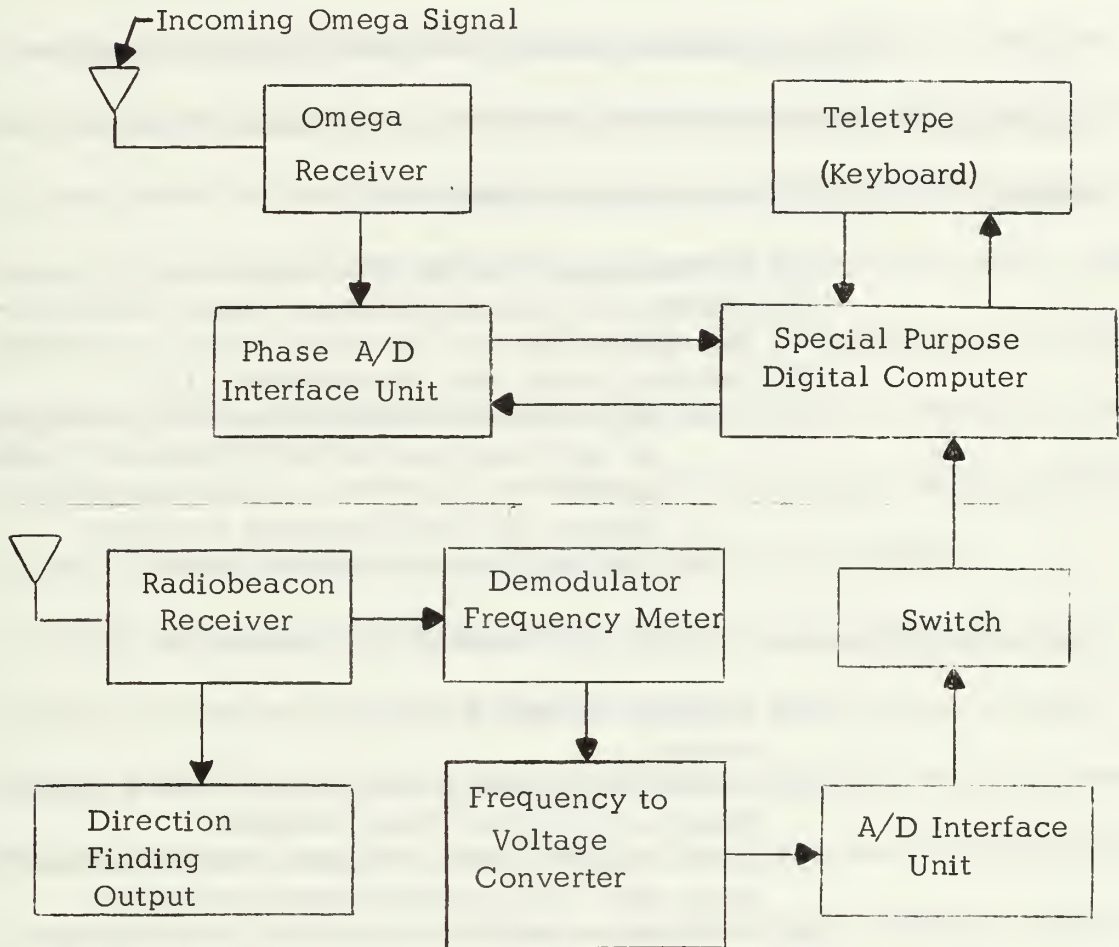 Incoming Omega Signal
Omega
Receiver
Teletype
(Keyboard)
Phase A/D
Interface Unit
Special Purpose
Digital Computer
Radiobeacon
Receiver
Demodulator
Frequency Meter
Switch
Direction
Finding
Output
Frequency to
Voltage
Converter
A/D Interface
Unit